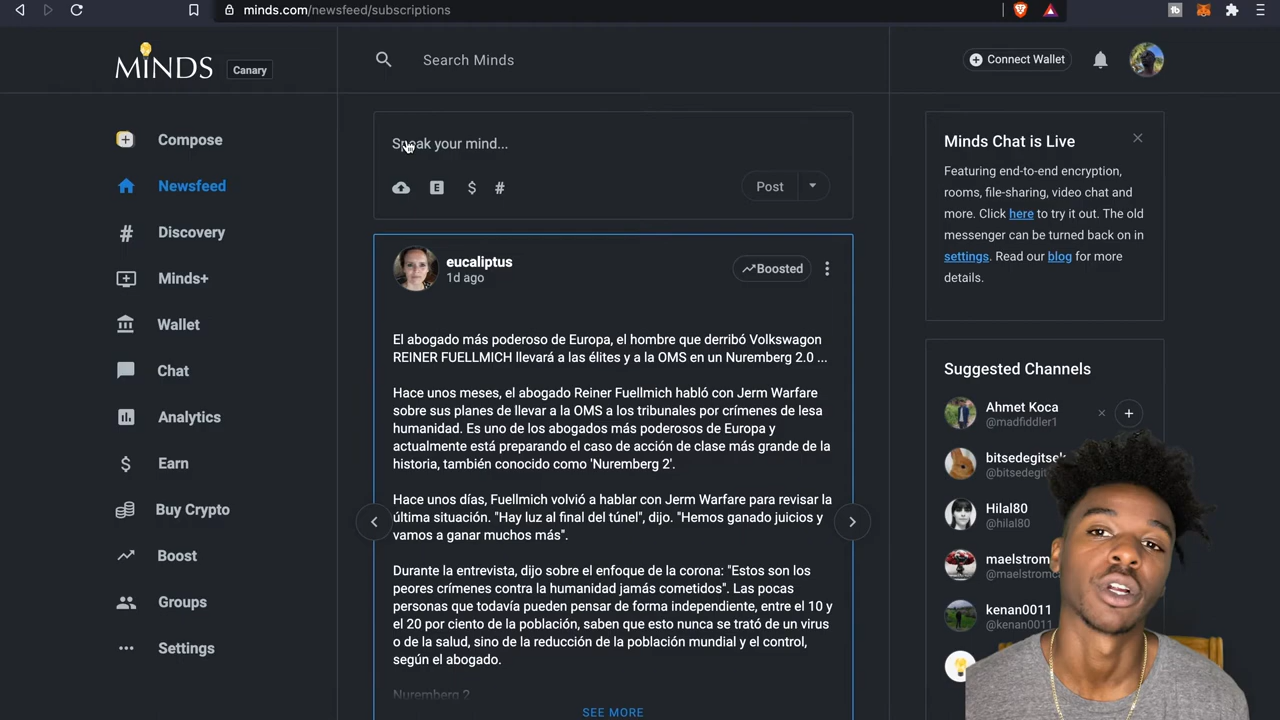 minds.com/newsfeed/subscriptions
MINDS
Canary
Search Minds
Connect Wallet
Compose
Newsfeed
Discovery
Minds+
Wallet
Chat
Analytics
Earn
Buy Crypto
Boost
Groups
Settings
Speak your mind...
Post
eucaliptus
1d ago
Boosted
El abogado más poderoso de Europa, el hombre que derribó Volkswagon
REINER FUELLMICH llevará a las élites y a la OMS en un Nuremberg 2.0 ...
Hace unos meses, el abogado Reiner Fuellmich habló con Jerm Warfare
sobre sus planes de llevar a la OMS a los tribunales por crímenes de lesa
humanidad. Es uno de los abogados más poderosos de Europa y
actualmente está preparando el caso de acción de clase más grande de la
historia, también conocido como 'Nuremberg 2'.
Hace unos días, Fuellmich volvió a hablar con Jerm Warfare para revisar la
última situación. "Hay luz al final del túnel", dijo. "Hemos ganado juicios y
vamos a ganar muchos más".
Durante la entrevista, dijo sobre el enfoque de la corona: "Estos son los
peores crímenes contra la humanidad jamás cometidos". Las pocas
personas que todavía pueden pensar de forma independiente, entre el 10 y
el 20 por ciento de la población, saben que esto nunca se trató de un virus
o de la salud, sino de la reducción de la población mundial y el control,
según el abogado.
Nuremberg 2
SEE MORE
Minds Chat is Live
Featuring end-to-end encryption,
rooms, file-sharing, video chat and
more. Click here to try it out. The old
messenger can be turned back on in
settings. Read our blog for more
details.
Suggested Channels
Ahmet Koca
@madfiddler1
Hilal80
@hilal80
kenan0011
@kenan0011